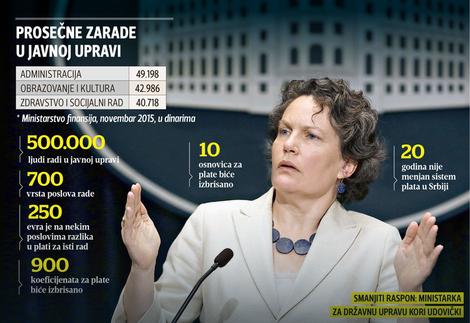 PROSEČNE ZARADE
U JAVNOJ UPRAVI
ADMINISTRACIJA 49.198
OBRAZOVANJE I KULTURA 42.986
ZDRAVSTVO I SOCIJALNI RAD 40.718
* Ministarstvo finansija, novembar 2015, u dinarima
500.000
ljudi radi u javnoj upravi
700
vrsta poslova rade
250
evra je na nekim
poslovima razlika
u plati za isti rad
900
koeficijenata za plate
biće izbrisano
10
osnovica za
plate biće
izbrisano
20
godina nije
menjan sistem
plata u Srbiji
SMANJITI RASPON: MINISTARKA
ZA DRŽAVNU UPRAVU KORI UDOVIČKI